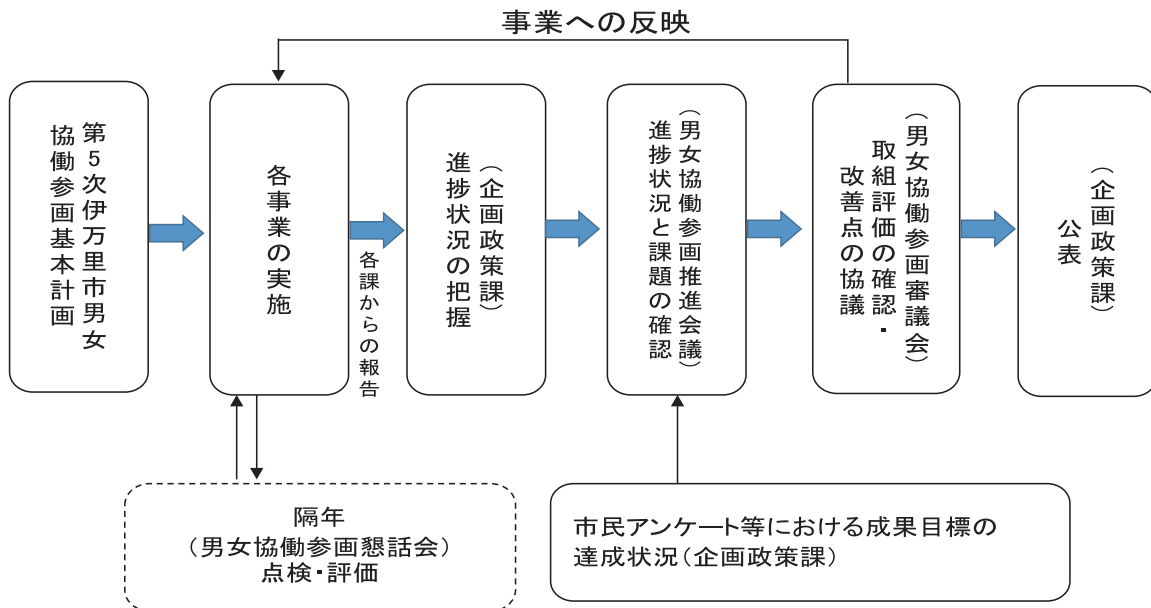 事業への反映
第5次伊万里市男女
協働参画基本計画
各事業の実施
各課からの報告
(企画政策課)
進捗状況の把握
(男女協働参画推進会議)
進捗状況と課題の確認
(男女協働参画審議会)
取組評価の確認・
改善点の協議
(企画政策課)
公表
隔年
(男女協働参画懇話会)
点検・評価
市民アンケート等における成果目標の
達成状況(企画政策課)